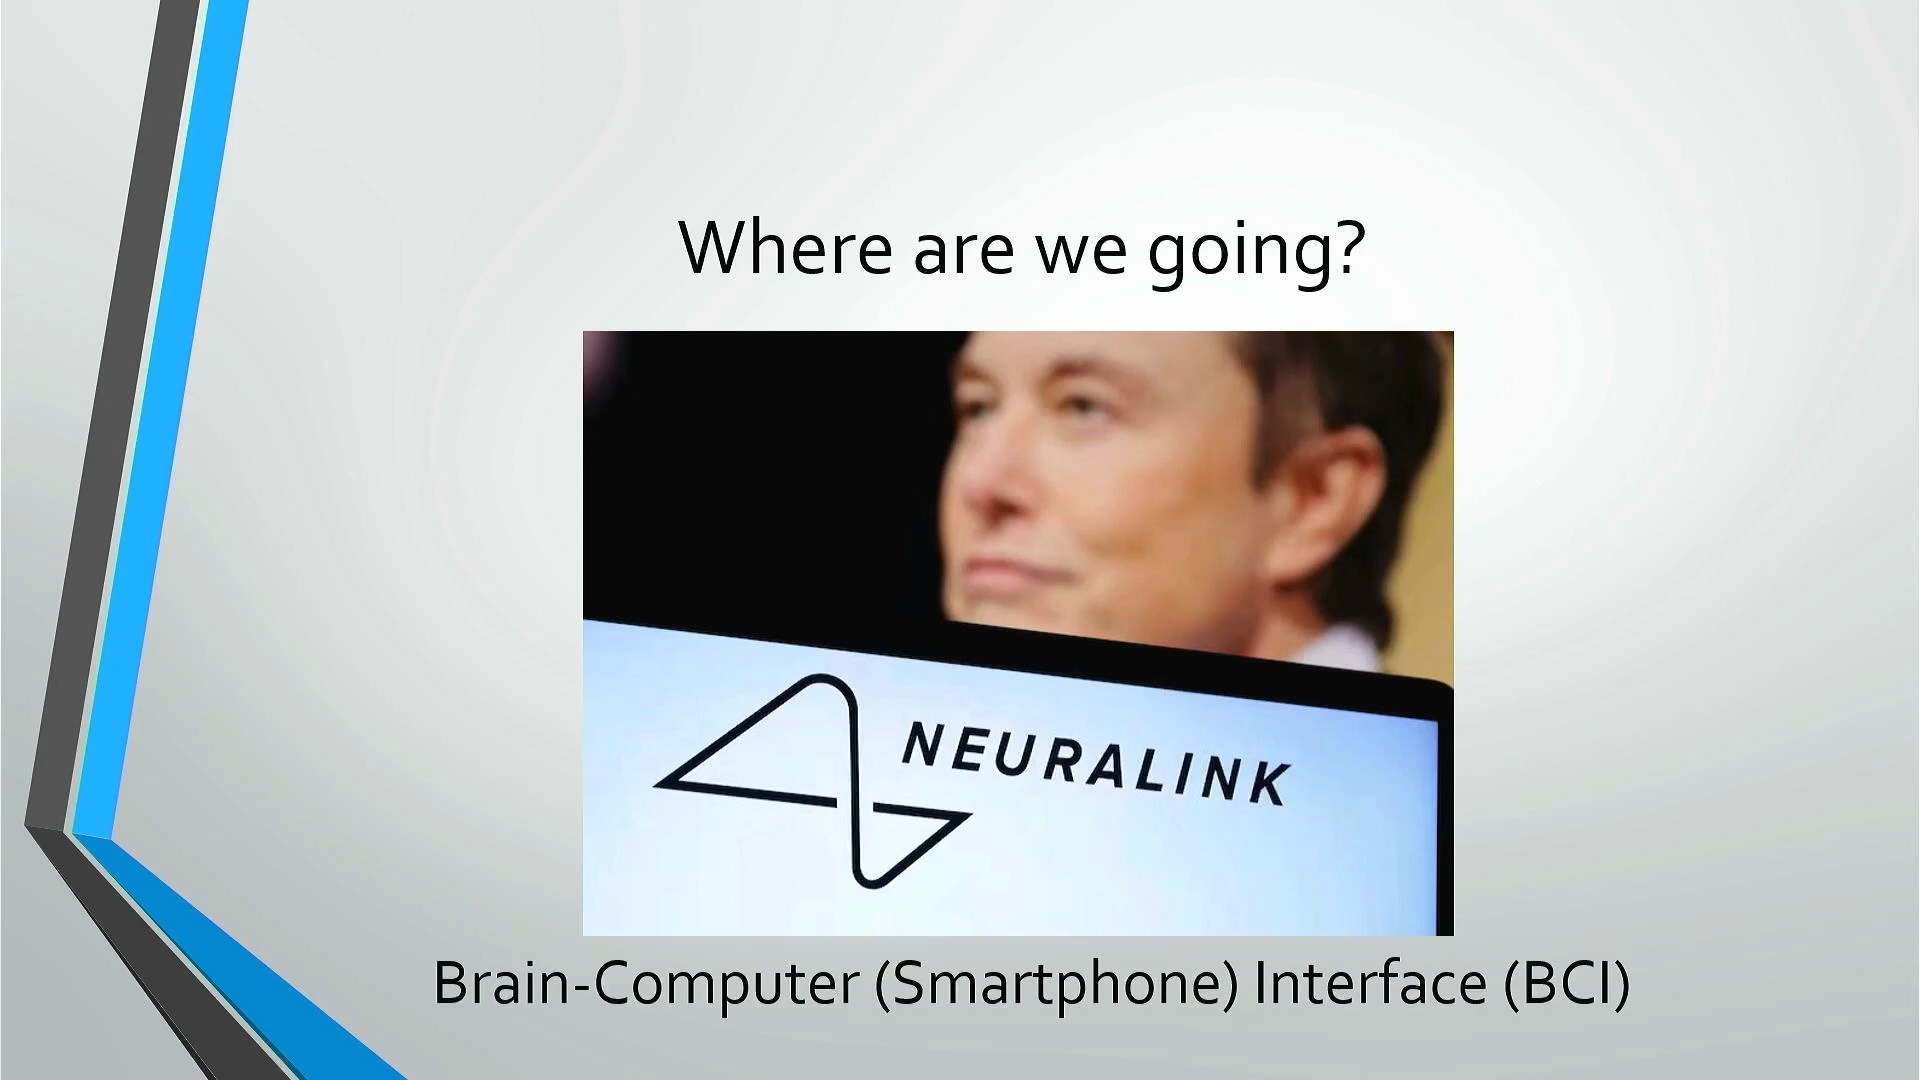 Where are we going?
NEURALINK
Brain-Computer (Smartphone) Interface (BCI)